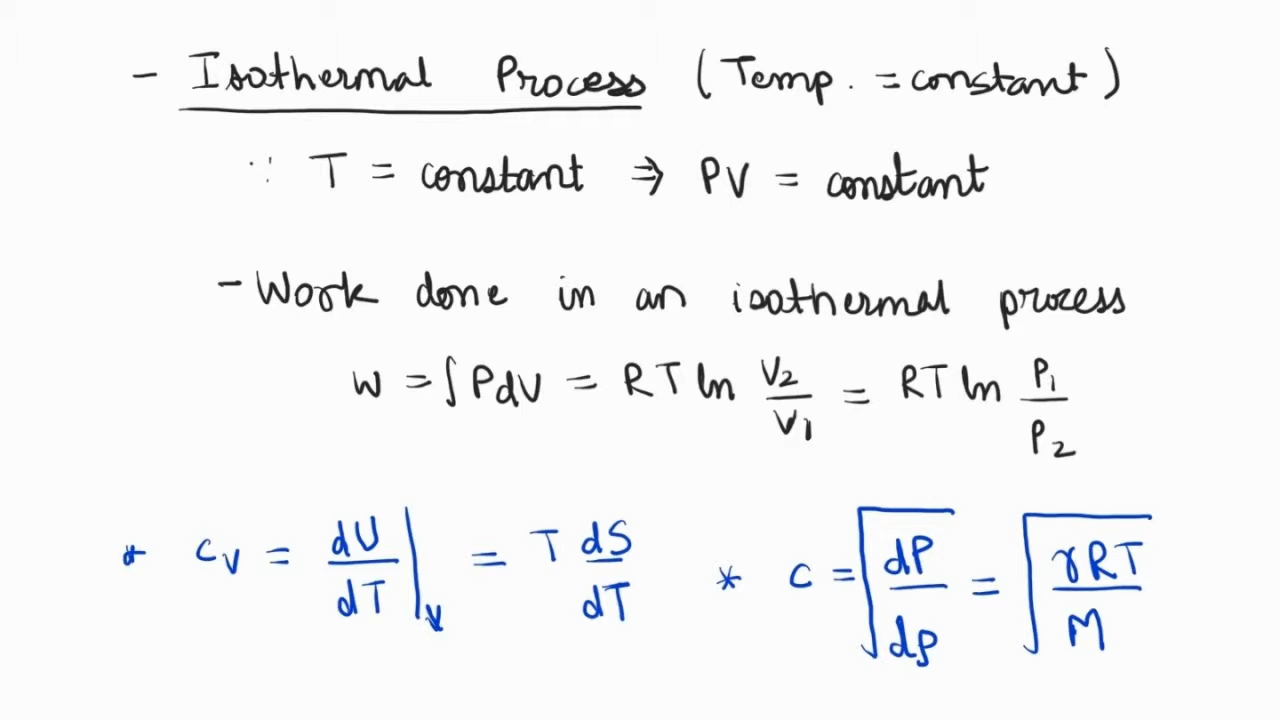 - Isothermal Process (Temp. = constant)
∵ T = constant ⇒ PV = constant
- Work done in an isothermal process
W = ∫ PdV = RT ln V₂/V₁ = RT ln P₁/P₂
* Cᵥ = dU/dT|ᵥ = T dS/dT * C = √(dP/dρ) = √(γRT/M)